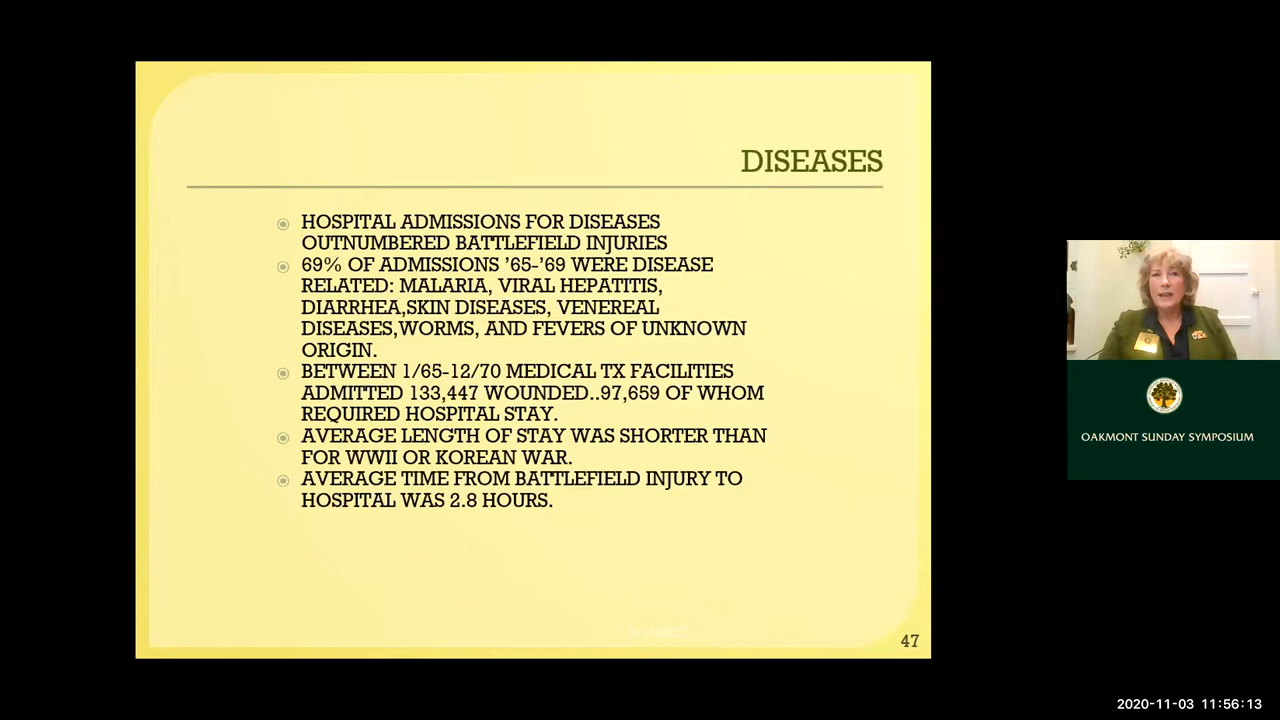 DISEASES
HOSPITAL ADMISSIONS FOR DISEASES
OUTNUMBERED BATTLEFIELD INJURIES
69% OF ADMISSIONS ’65-’69 WERE DISEASE
RELATED: MALARIA, VIRAL HEPATITIS,
DIARRHEA,SKIN DISEASES, VENEREAL
DISEASES,WORMS, AND FEVERS OF UNKNOWN
ORIGIN.
BETWEEN 1/65-12/70 MEDICAL TX FACILITIES
ADMITTED 133,447 WOUNDED..97,659 OF WHOM
REQUIRED HOSPITAL STAY.
AVERAGE LENGTH OF STAY WAS SHORTER THAN
FOR WWII OR KOREAN WAR.
AVERAGE TIME FROM BATTLEFIELD INJURY TO
HOSPITAL WAS 2.8 HOURS.
47
OAKMONT SUNDAY SYMPOSIUM
2020-11-03 11:56:13